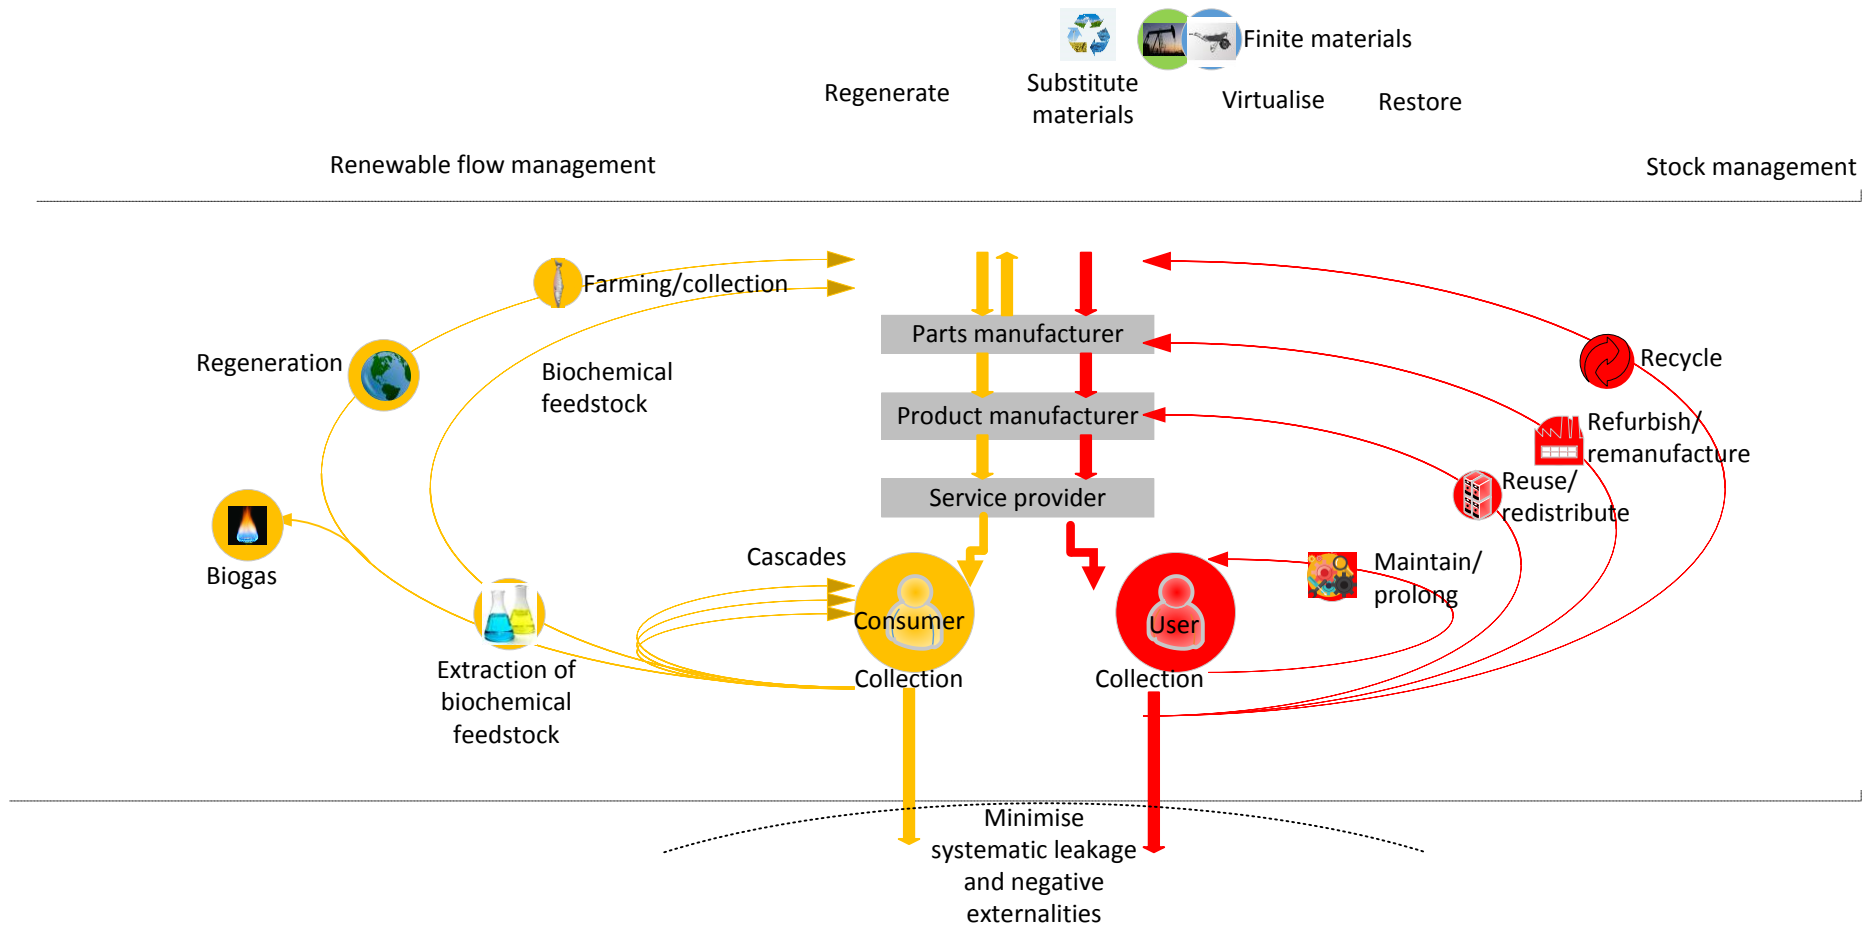 Finite materials
Regenerate
Substitute
materials
Virtualise
Restore
Renewable flow management
Stock management
Farming/collection
Parts manufacturer
Regeneration
Biochemical
feedstock
Recycle
Product manufacturer
Refurbish/
remanufacture
Service provider
Reuse/
redistribute
Biogas
Cascades
Maintain/
prolong
Consumer
User
Collection
Collection
Extraction of
biochemical
feedstock
Minimise
systematic leakage
and negative
externalities